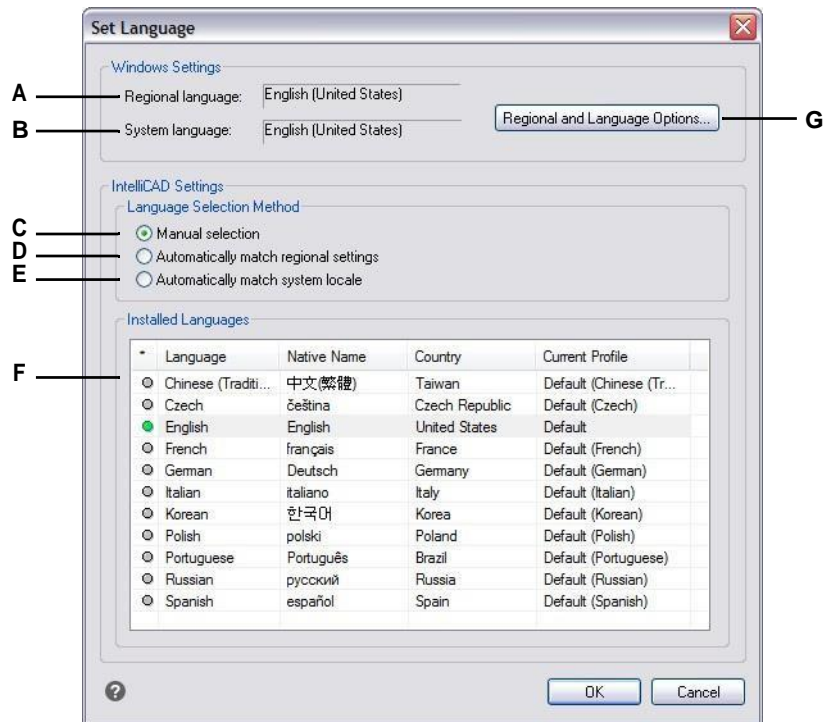 Set Language
Windows Settings
A
Regional language: English (United States)
B
System language: English (United States)
Regional and Language Options...
G
IntelliCAD Settings
Language Selection Method
C
Manual selection
D
Automatically match regional settings
E
Automatically match system locale
Installed Languages
F
* Language Native Name Country Current Profile
Chinese (Traditi... 中文(繁體) Taiwan Default (Chinese (Tr...
Czech čeština Czech Republic Default (Czech)
English English United States Default
French français France Default (French)
German Deutsch Germany Default (German)
Italian italiano Italy Default (Italian)
Korean 한국어 Korea Default (Korean)
Polish polski Poland Default (Polish)
Portuguese Português Brazil Default (Portuguese)
Russian русский Russia Default (Russian)
Spanish español Spain Default (Spanish)
?
OK Cancel